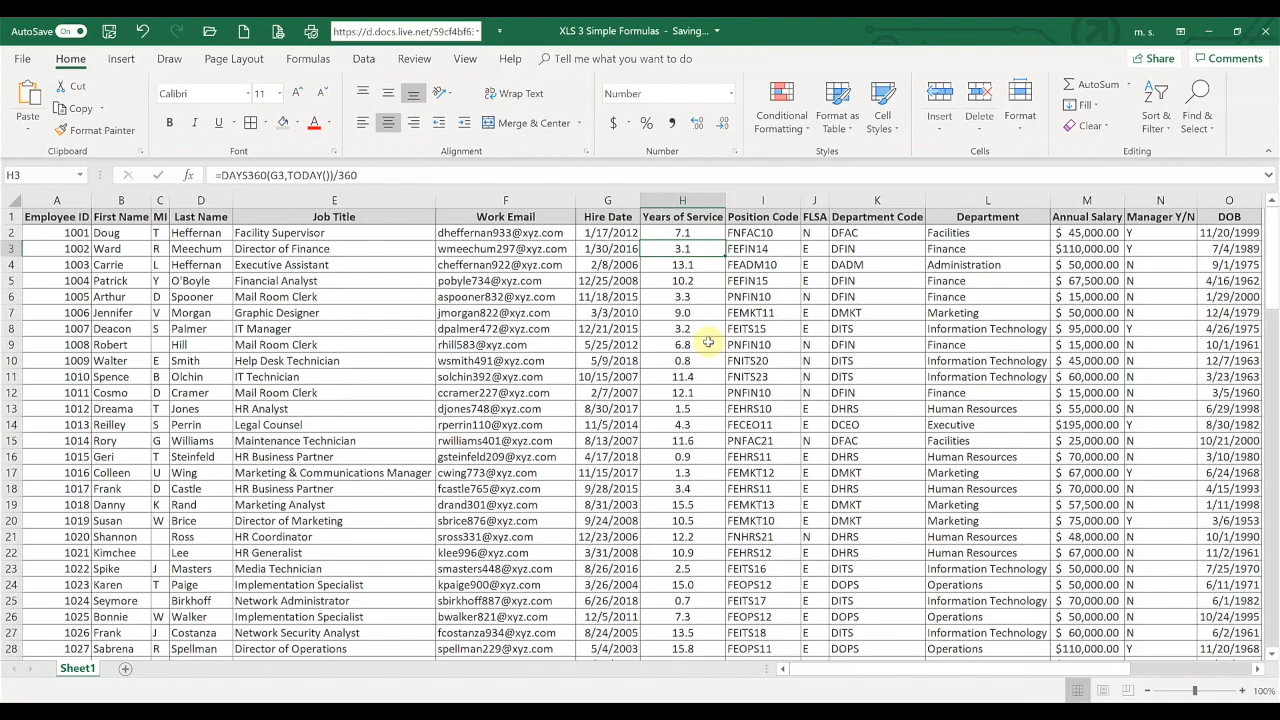 AutoSave On https://d.docs.live.net/59cf4bf6: XLS 3 Simple Formulas - Saving... m. s.
File Home Insert Draw Page Layout Formulas Data Review View Help Tell me what you want to do Share Comments
Paste Cut Copy Format Painter Clipboard
Calibri 11 B I U A Font
Wrap Text Merge & Center Alignment
Number $ % , Number
Conditional Formatting Format as Table Cell Styles Styles
Insert Delete Format Cells
AutoSum Fill Clear Sort & Filter Find & Select Editing
H3 fx =DAYS360(G3,TODAY())/360
A B C D E F G H I J K L M N O
1 Employee ID First Name MI Last Name Job Title Work Email Hire Date Years of Service Position Code FLSA Department Code Department Annual Salary Manager Y/N DOB
2 1001 Doug T Heffernan Facility Supervisor dheffernan933@xyz.com 1/17/2012 7.1 FNFAC10 N DFAC Facilities $ 45,000.00 Y 11/20/1999
3 1002 Ward R Meechum Director of Finance wmeechum297@xyz.com 1/30/2016 3.1 FEFIN14 E DFIN Finance $110,000.00 Y 7/4/1989
4 1003 Carrie L Heffernan Executive Assistant cheffernan922@xyz.com 2/8/2006 13.1 FEADM10 E DADM Administration $ 50,000.00 N 9/1/1975
5 1004 Patrick Y O'Boyle Financial Analyst pobyle734@xyz.com 12/25/2008 10.2 FEFIN15 E DFIN Finance $ 67,500.00 N 4/16/1962
6 1005 Arthur D Spooner Mail Room Clerk aspooner832@xyz.com 11/18/2015 3.3 PNFIN10 N DFIN Finance $ 15,000.00 N 1/29/2000
7 1006 Jennifer V Morgan Graphic Designer jmorgan822@xyz.com 3/3/2010 9.0 FEMKT11 E DMKT Marketing $ 50,000.00 N 12/4/1979
8 1007 Deacon S Palmer IT Manager dpalmer472@xyz.com 12/21/2015 3.2 FEITS15 E DITS Information Technology $ 95,000.00 Y 4/26/1975
9 1008 Robert Hill Mail Room Clerk rhill583@xyz.com 5/25/2012 6.8 PNFIN10 N DFIN Finance $ 15,000.00 N 10/1/1961
10 1009 Walter E Smith Help Desk Technician wsmith491@xyz.com 5/9/2018 0.8 FNITS20 N DITS Information Technology $ 45,000.00 N 12/7/1963
11 1010 Spence B Olchin IT Technician solchin392@xyz.com 10/15/2007 11.4 FNITS23 N DITS Information Technology $ 60,000.00 N 3/23/1963
12 1011 Cosmo D Cramer Mail Room Clerk ccramer227@xyz.com 2/7/2007 12.1 PNFIN10 N DFIN Finance $ 15,000.00 N 3/5/1960
13 1012 Dreama T Jones HR Analyst djones748@xyz.com 8/30/2017 1.5 FEHRS10 E DHRS Human Resources $ 55,000.00 N 6/29/1998
14 1013 Reilley S Perrin Legal Counsel rperrin110@xyz.com 11/5/2014 4.3 FECEO11 E DCEO Executive $195,000.00 N 8/30/1982
15 1014 Rory G Williams Maintenance Technician rwilliams401@xyz.com 8/13/2007 11.6 PNFAC21 N DFAC Facilities $ 25,000.00 N 10/21/2000
16 1015 Geri T Steinfeld HR Business Partner gsteinfeld209@xyz.com 4/17/2018 0.9 FEHRS11 E DHRS Human Resources $ 70,000.00 N 3/10/1980
17 1016 Colleen U Wing Marketing & Communications Manager cwing773@xyz.com 11/15/2017 1.3 FEMKT12 E DMKT Marketing $ 67,000.00 Y 6/24/1968
18 1017 Frank D Castle HR Business Partner fcastle765@xyz.com 9/28/2015 3.4 FEHRS11 E DHRS Human Resources $ 70,000.00 N 4/15/1993
19 1018 Danny K Rand Marketing Analyst drand301@xyz.com 8/31/2003 15.5 FEMKT13 E DMKT Marketing $ 57,500.00 N 1/11/1998
20 1019 Susan W Brice Director of Marketing sbrice876@xyz.com 9/24/2008 10.5 FEMKT10 E DMKT Marketing $ 75,000.00 Y 3/6/1953
21 1020 Shannon Ross HR Coordinator sross331@xyz.com 12/23/2006 12.2 FNHRS21 N DHRS Human Resources $ 40,000.00 N 10/1/1990
22 1021 Kimchee Lee HR Generalist klee996@xyz.com 3/31/2008 10.9 FEHRS12 E DHRS Human Resources $ 67,000.00 N 11/2/1961
23 1022 Spike J Masters Media Technician smasters448@xyz.com 8/26/2016 2.5 FEITS16 E DITS Information Technology $ 50,000.00 N 7/25/1970
24 1023 Karen T Paige Implementation Specialist kpaige900@xyz.com 3/26/2004 15.0 FEOPS12 E DOPS Operations $ 50,000.00 N 6/11/1971
25 1024 Seymore Birkhoff Network Administrator sbirkhoff887@xyz.com 6/26/2018 0.7 FEITS17 E DITS Information Technology $ 70,000.00 N 6/1/1982
26 1025 Bonnie W Walker Implementation Specialist bwalker821@xyz.com 12/5/2011 7.3 FEOPS12 E DOPS Operations $ 50,000.00 N 10/24/1995
27 1026 Frank J Costanza Network Security Analyst fcostanza934@xyz.com 8/24/2005 13.5 FEITS18 E DITS Information Technology $ 60,000.00 N 6/2/1961
28 1027 Sabrena R Spellman Director of Operations spellman229@xyz.com 5/4/2003 15.8 FEOPS11 E DOPS Operations $110,000.00 Y 11/20/1968
Sheet1
100%